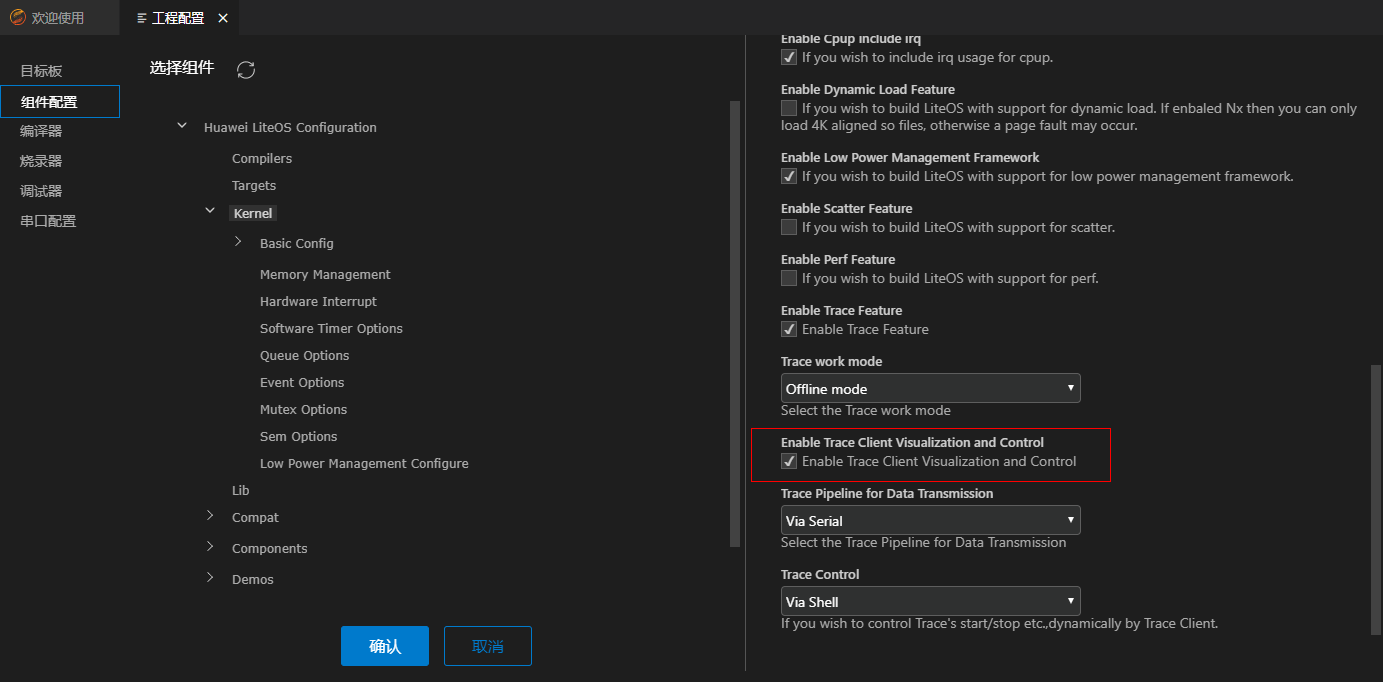 欢迎使用
工程配置
目标板
组件配置
编译器
烧录器
调试器
串口配置
选择组件
Huawei LiteOS Configuration
Compilers
Targets
Kernel
Basic Config
Memory Management
Hardware Interrupt
Software Timer Options
Queue Options
Event Options
Mutex Options
Sem Options
Low Power Management Configure
Lib
Compat
Components
Demos
确认
取消
Enable Cpup include irq
If you wish to include irq usage for cpup.
Enable Dynamic Load Feature
If you wish to build LiteOS with support for dynamic load. If enbaled Nx then you can only
load 4K aligned so files, otherwise a page fault may occur.
Enable Low Power Management Framework
If you wish to build LiteOS with support for low power management framework.
Enable Scatter Feature
If you wish to build LiteOS with support for scatter.
Enable Perf Feature
If you wish to build LiteOS with support for perf.
Enable Trace Feature
Enable Trace Feature
Trace work mode
Offline mode
Select the Trace work mode
Enable Trace Client Visualization and Control
Enable Trace Client Visualization and Control
Trace Pipeline for Data Transmission
Via Serial
Select the Trace Pipeline for Data Transmission
Trace Control
Via Shell
If you wish to control Trace's start/stop etc.,dynamically by Trace Client.